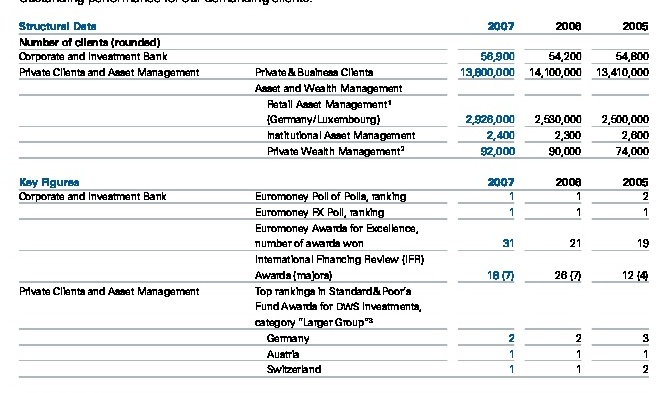 outstanding performance for our demanding clients.
Structural Data 2007 2006 2005
Number of clients (rounded)
Corporate and Investment Bank 56,900 54,200 54,800
Private Clients and Asset Management Private & Business Clients 13,800,000 14,100,000 13,410,000
Asset and Wealth Management
Retail Asset Management¹
(Germany/Luxembourg) 2,926,000 2,530,000 2,500,000
Institutional Asset Management 2,400 2,300 2,600
Private Wealth Management² 92,000 90,000 74,000
Key Figures 2007 2006 2005
Corporate and Investment Bank Euromoney Poll of Polls, ranking 1 1 2
Euromoney FX Poll, ranking 1 1 1
Euromoney Awards for Excellence,
number of awards won 31 21 19
International Financing Review (IFR)
Awards (majors) 18 (7) 26 (7) 12 (4)
Private Clients and Asset Management Top rankings in Standard & Poor's
Fund Awards for DWS Investments,
category "Larger Group"³
Germany 2 2 3
Austria 1 1 1
Switzerland 1 1 2